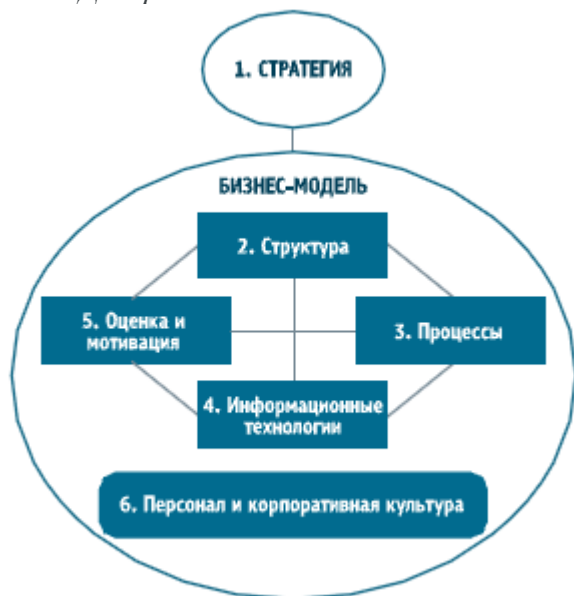 1. СТРАТЕГИЯ
БИЗНЕС-МОДЕЛЬ
2. Структура
5. Оценка и
мотивация
3. Процессы
4. Информационные
технологии
6. Персонал и корпоративная культура